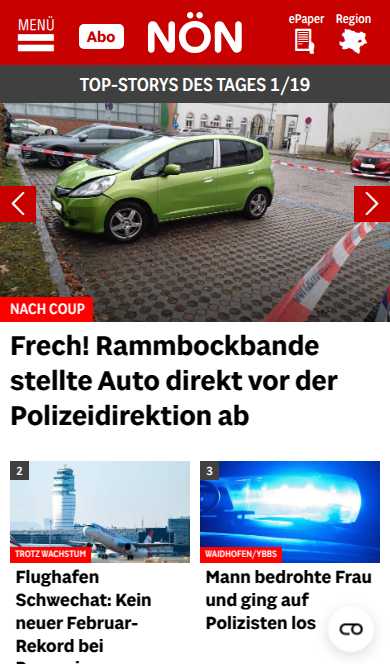 MENÜ
Abo
NÖN
ePaper
Region
TOP-STORYS DES TAGES 1/19
NACH COUP
Frech! Rammbockbande
stellte Auto direkt vor der
Polizeidirektion ab
2
TROTZ WACHSTUM
Flughafen
Schwechat: Kein
neuer Februar-
Rekord bei
3
WAIDHOFEN/YBBS
Mann bedrohte Frau
und ging auf
Polizisten los